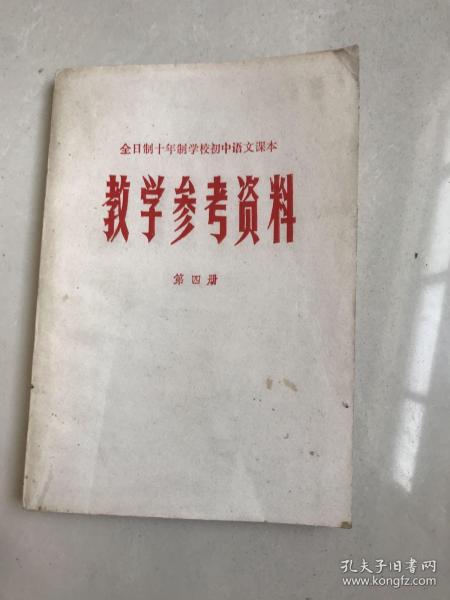 全日制十年制学校初中语文课本
教学参考资料
第四册
孔夫子旧书网
www.kongfz.com